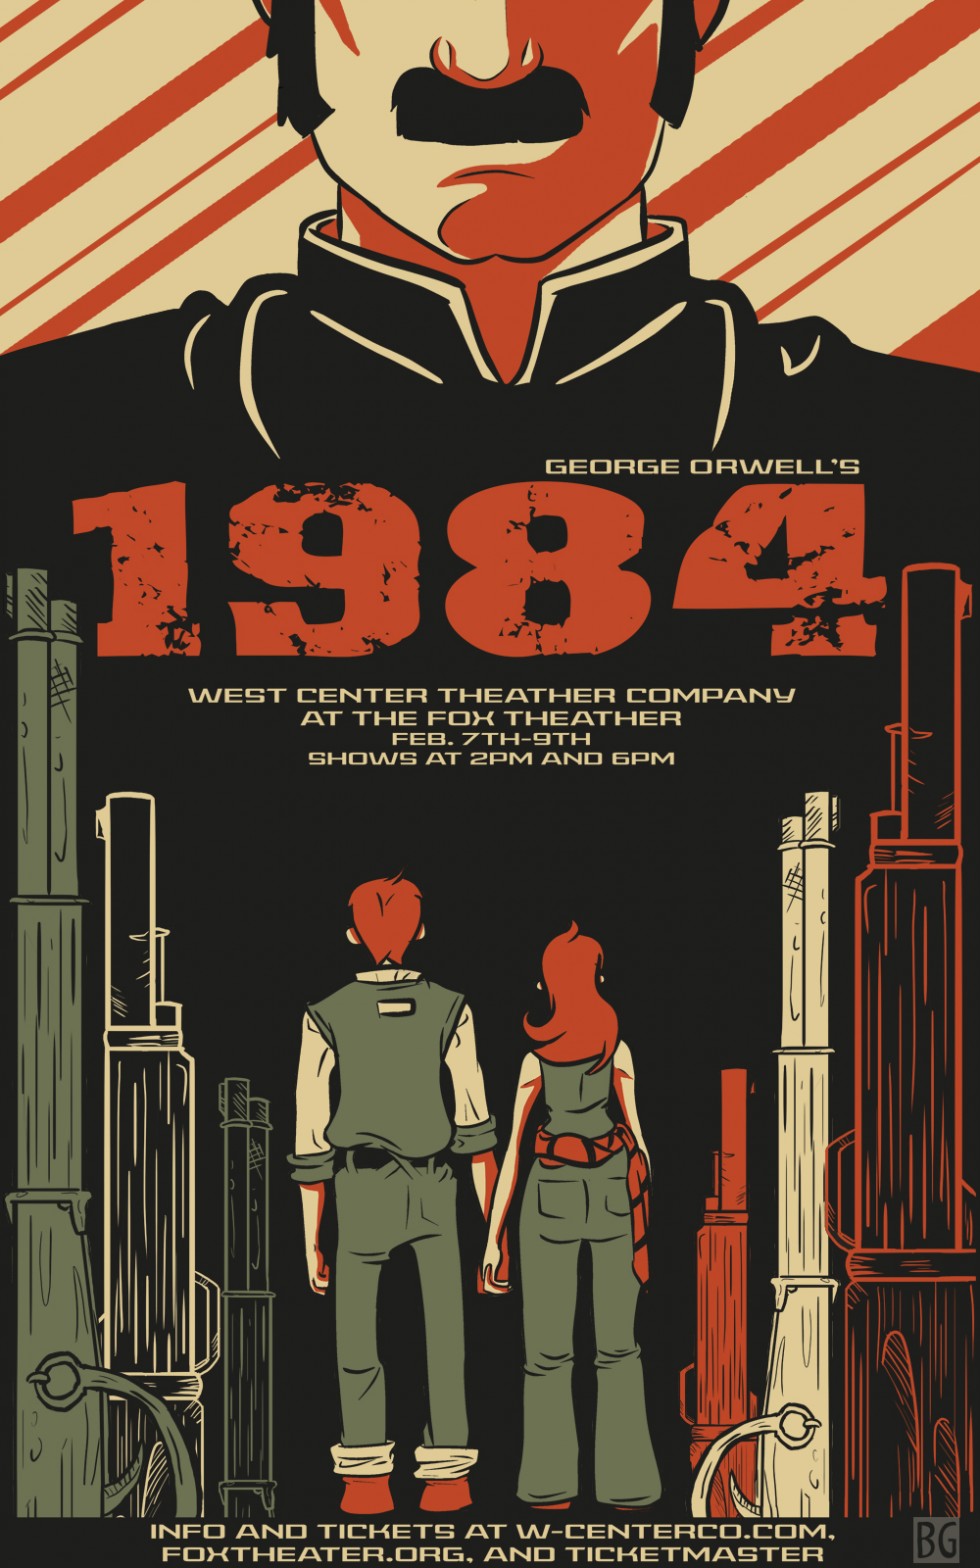 GEORGE ORWELL'S
1984
WEST CENTER THEATHER COMPANY
AT THE FOX THEATHER
FEB. 7TH-9TH
SHOWS AT 2PM AND 6PM
INFO AND TICKETS AT W-CENTERCO.COM,
FOXTHEATER.ORG, AND TICKETMASTER
BG